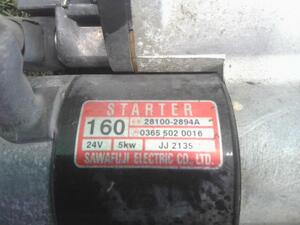 STARTER
160 28100-2894A
0365 502 0016
24V 5kw JJ 2135
SAWAFUJI ELECTRIC CO., LTD.